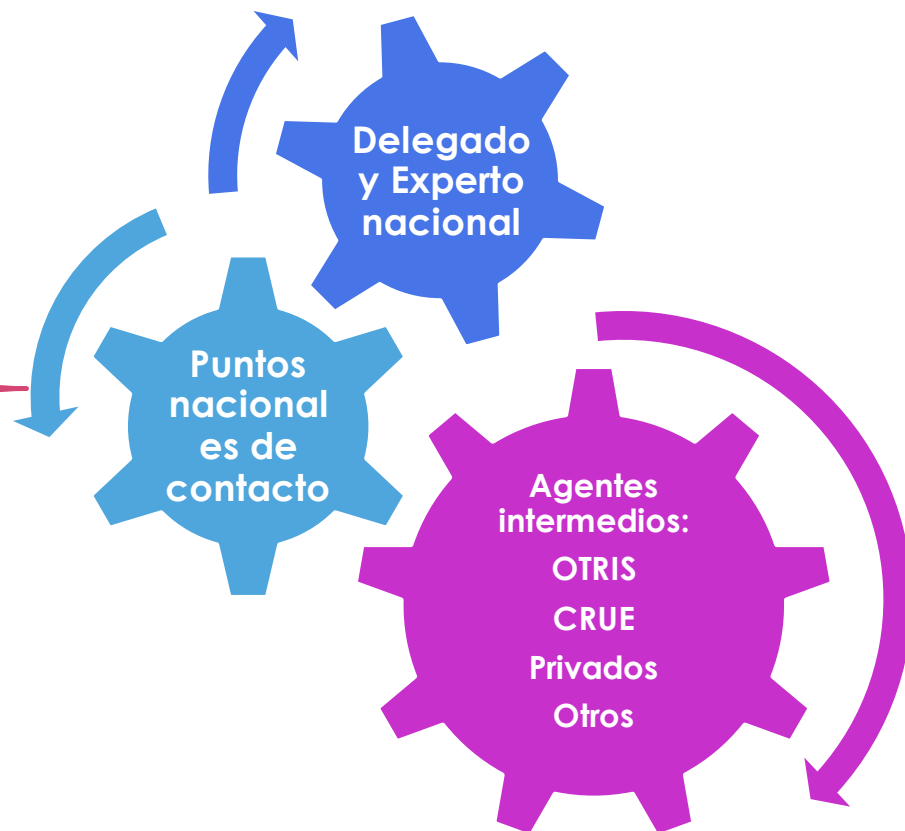 Delegado
y Experto
nacional
Puntos
nacional
es de
contacto
Agentes
intermedios:
OTRIS
CRUE
Privados
Otros